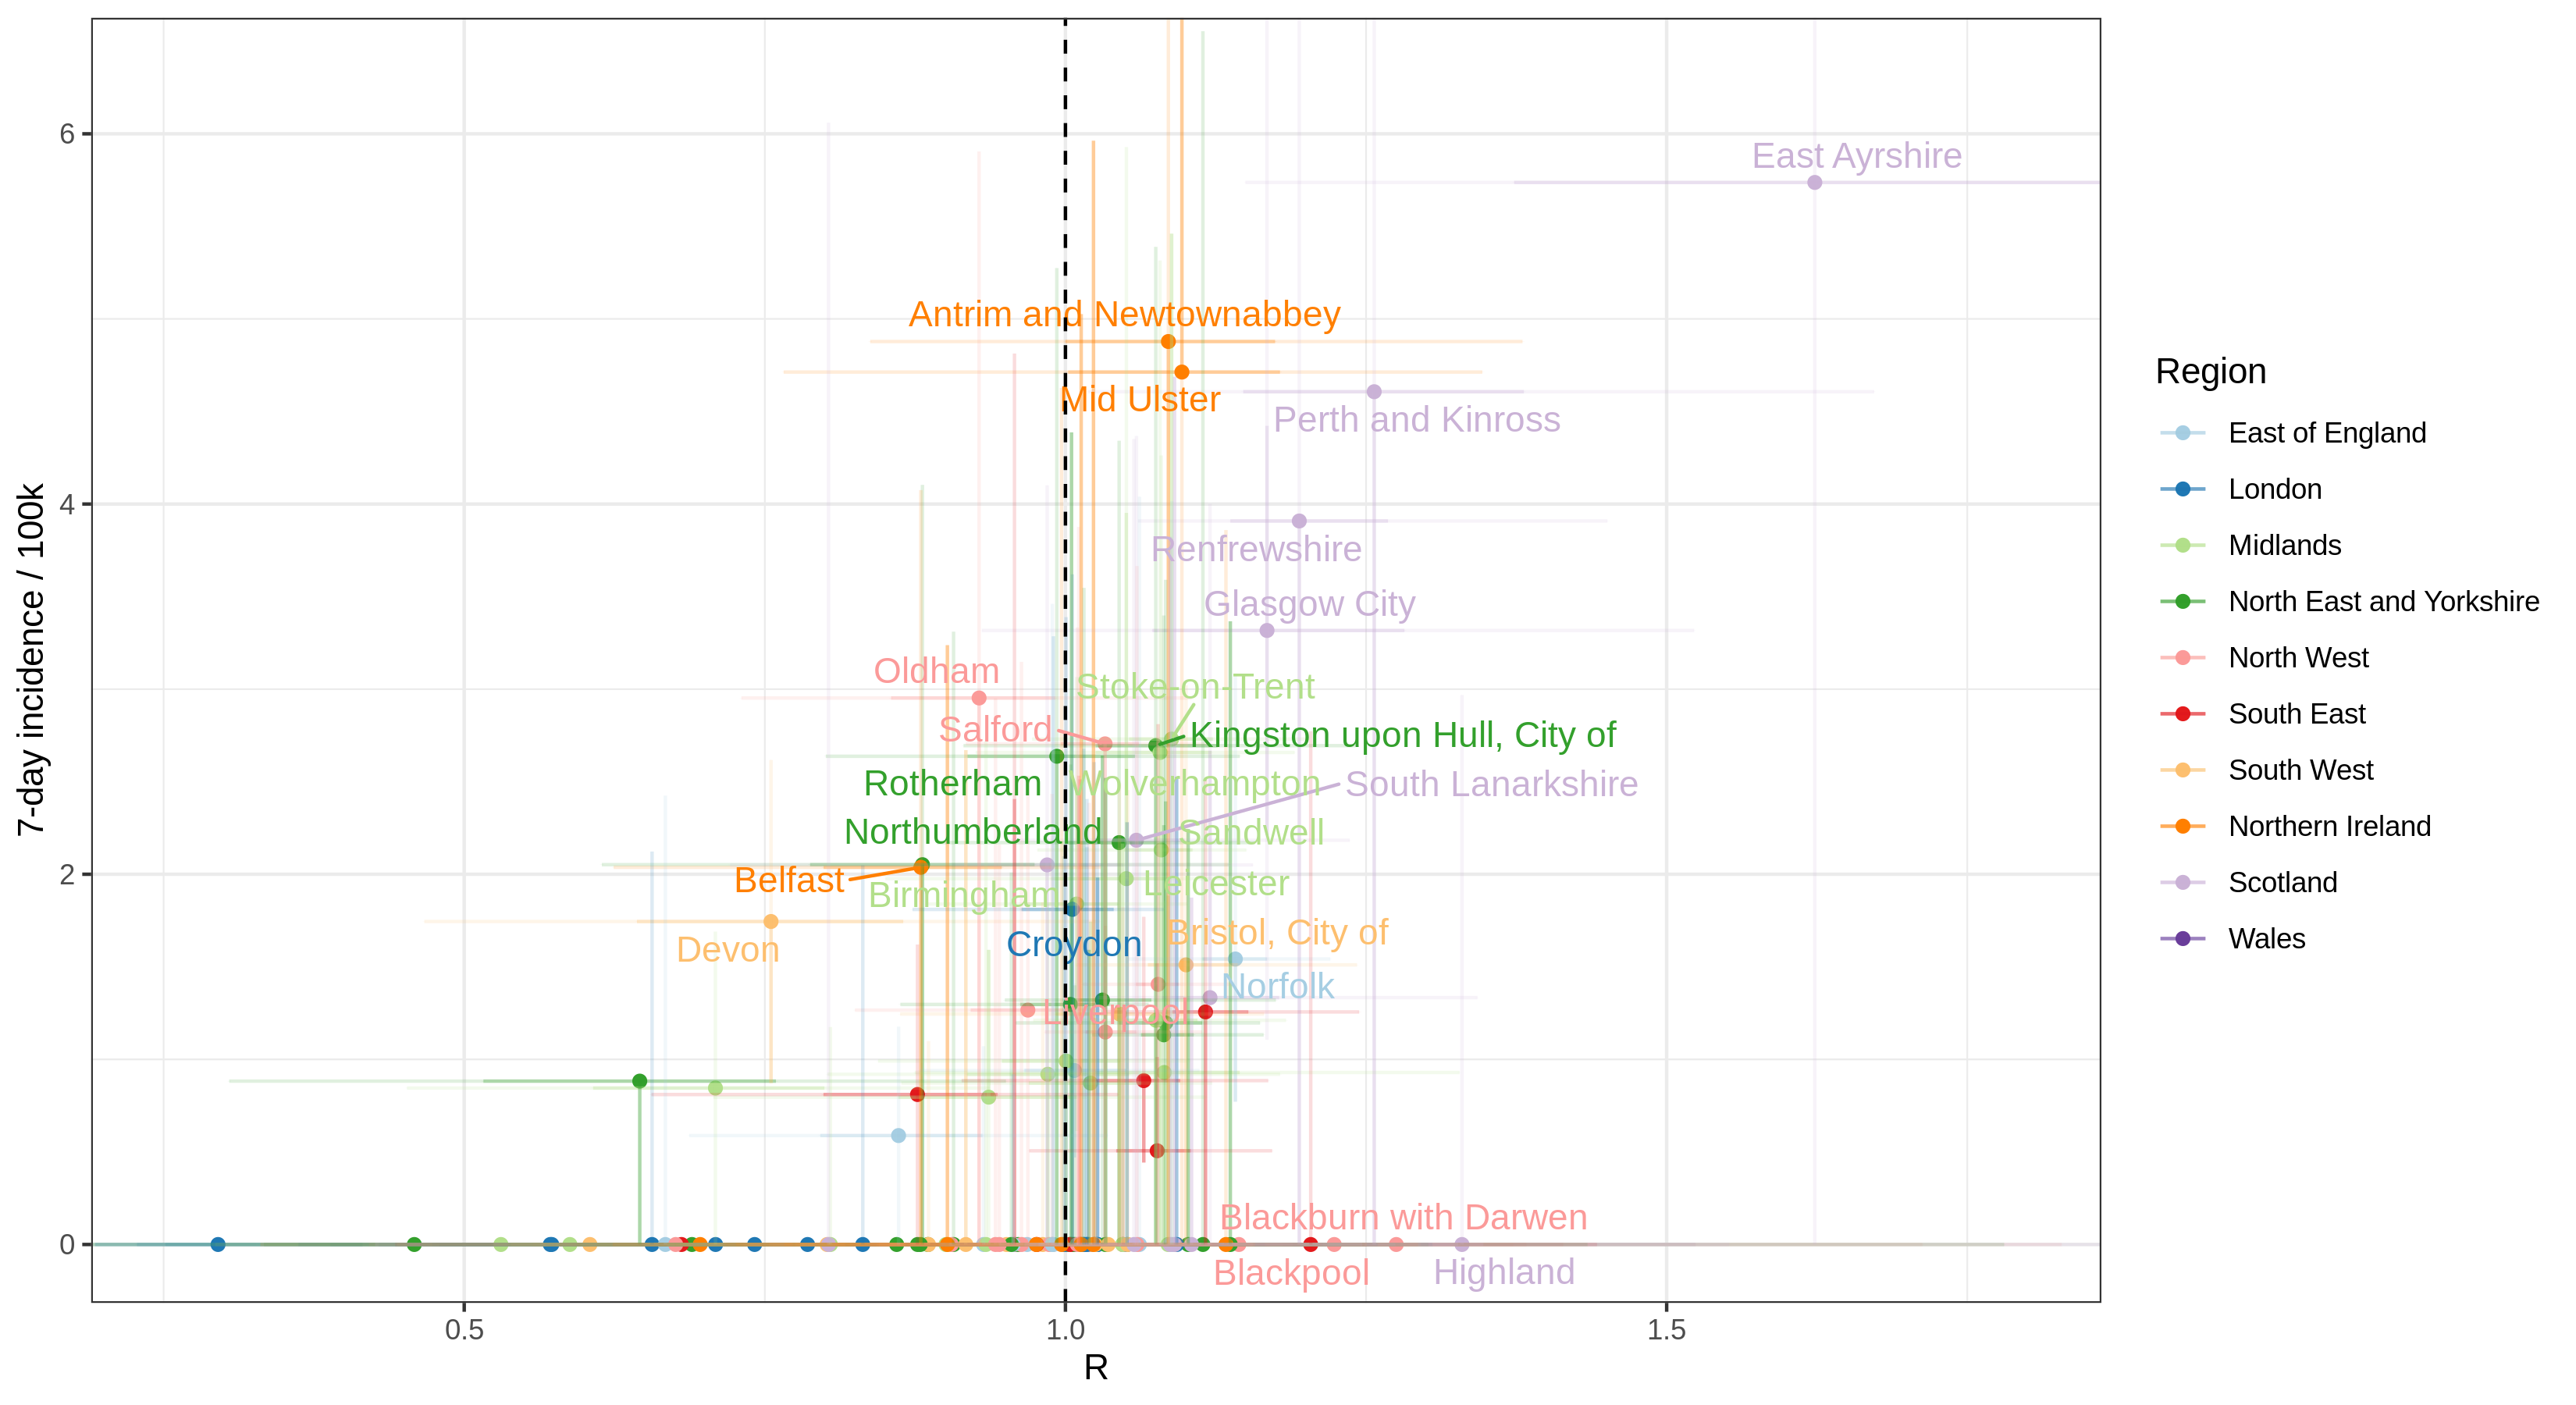 6
East Ayrshire
Antrim and Newtownabbey
Mid Ulster
Perth and Kinross
Region
East of England
4
London
Renfrewshire
Midlands
Glasgow City
North East and Yorkshire
7-day incidence / 100k
Oldham
North West
Stoke-on-Trent
Salford
Kingston upon Hull, City of
South East
Rotherham
Wolverhampton
South Lanarkshire
South West
Northumberland
Sandwell
Northern Ireland
2
Belfast
Birmingham
Leicester
Scotland
Devon
Croydon
Bristol, City of
Wales
Norfolk
Liverpool
Blackburn with Darwen
0
Blackpool
Highland
0.5
1.0
1.5
R